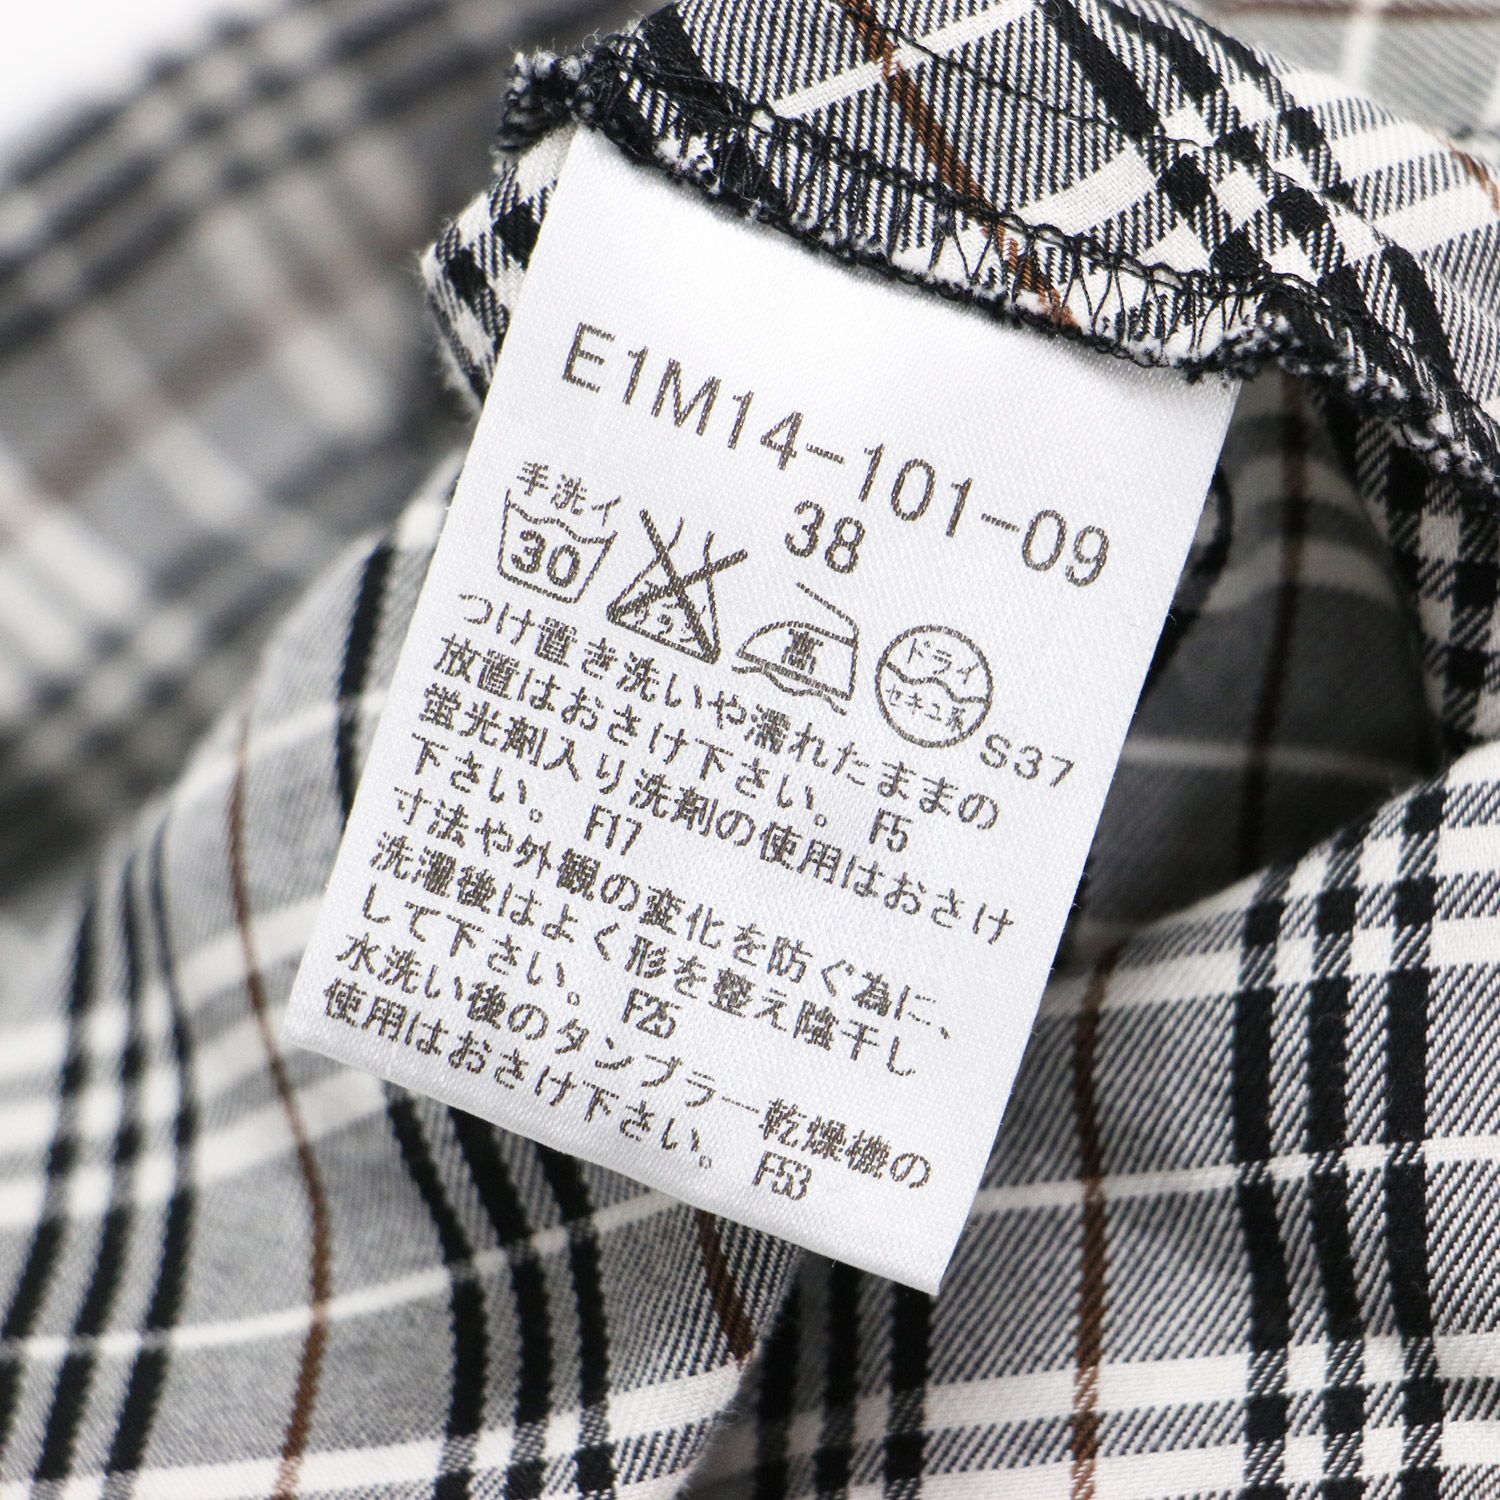 E1M14-101-09
38
手洗イ
30
高
ドライ
セキユ系
S37
つけ置き洗いや濡れたままの
放置はおさけ下さい。 F5
蛍光剤入り洗剤の使用はおさけ
下さい。 F17
寸法や外観の変化を防ぐ為に、
洗濯後はよく形を整え陰干し
して下さい。 F25
水洗い後のタンブラー乾燥機の
使用はおさけ下さい。 F53